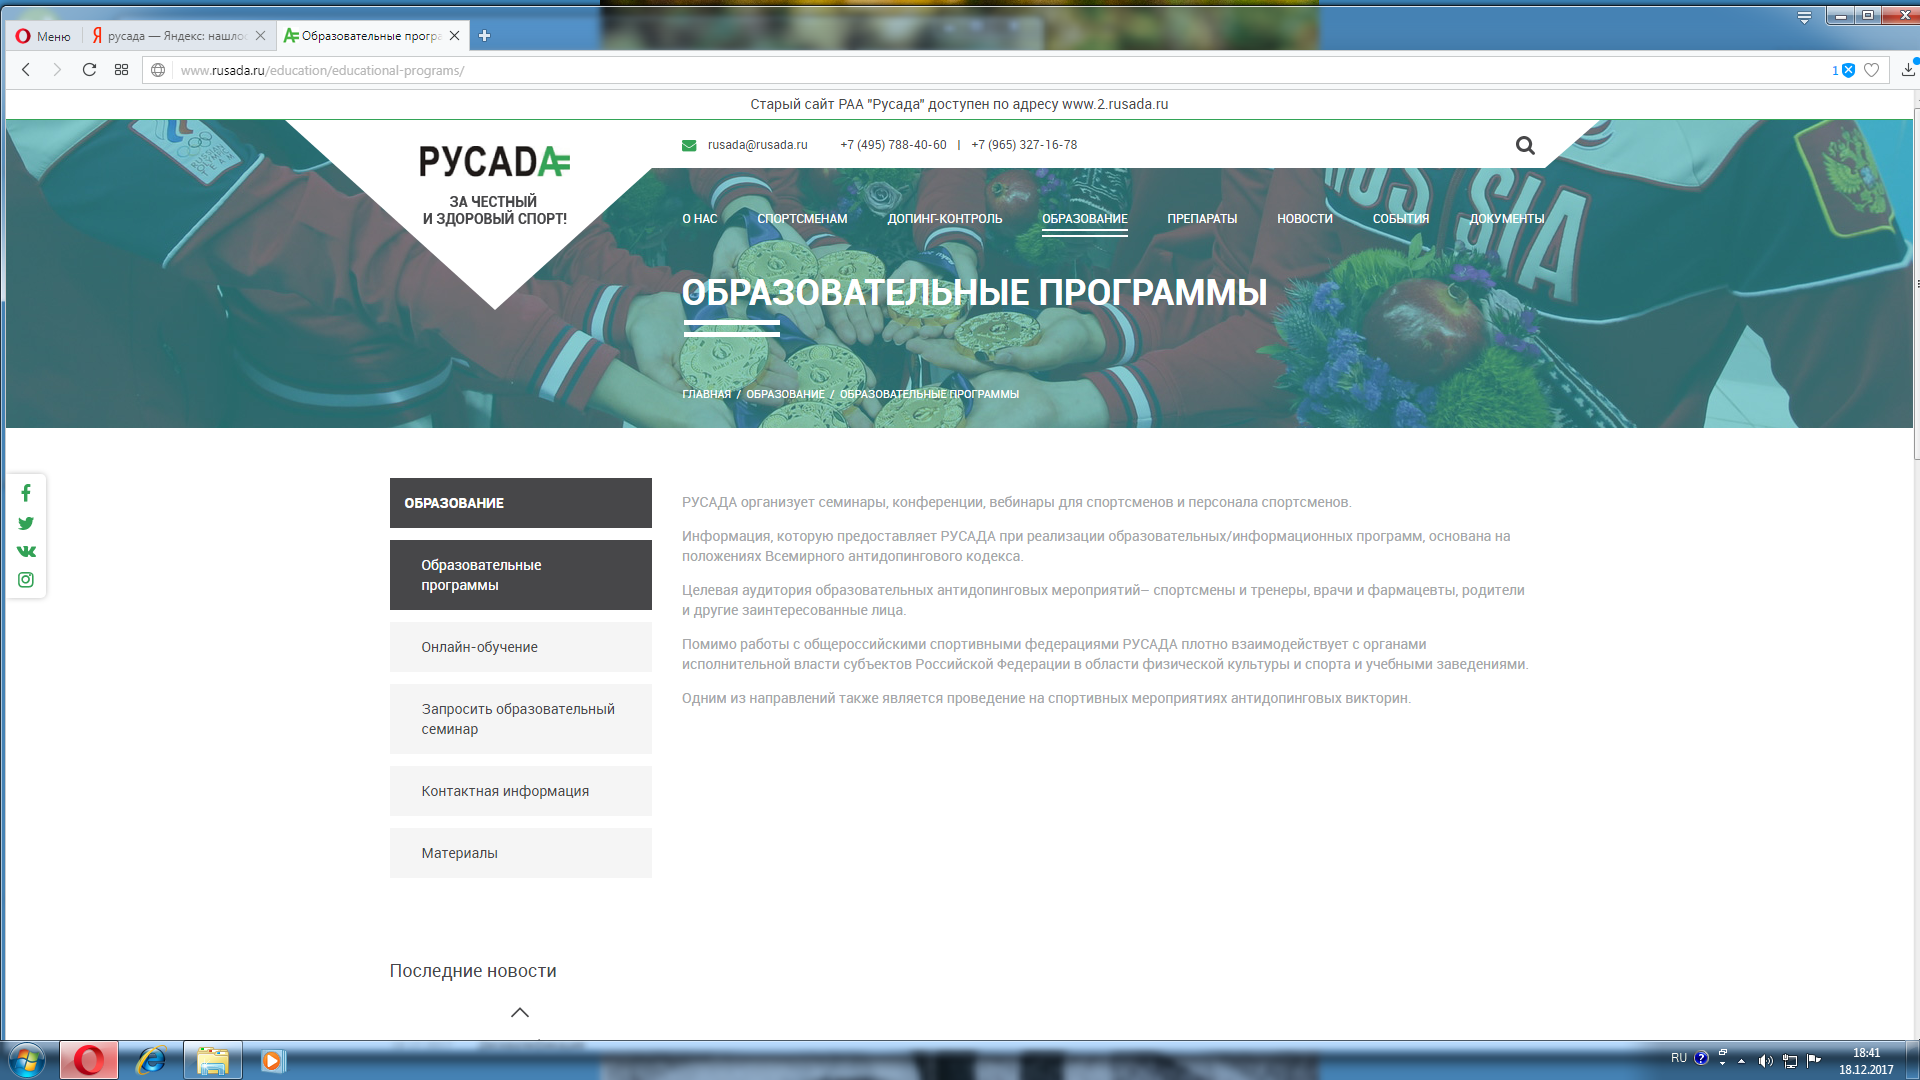 Меню
русада — Яндекс: нашлос
Образовательные прогр
www.rusada.ru/education/educational-programs/
1
Старый сайт РАА "Русада" доступен по адресу www.2.rusada.ru
РУСАДА
ЗА ЧЕСТНЫЙ
И ЗДОРОВЫЙ СПОРТ!
rusada@rusada.ru
+7 (495) 788-40-60 | +7 (965) 327-16-78
О НАС
СПОРТСМЕНАМ
ДОПИНГ-КОНТРОЛЬ
ОБРАЗОВАНИЕ
ПРЕПАРАТЫ
НОВОСТИ
СОБЫТИЯ
ДОКУМЕНТЫ
ОБРАЗОВАТЕЛЬНЫЕ ПРОГРАММЫ
ГЛАВНАЯ / ОБРАЗОВАНИЕ / ОБРАЗОВАТЕЛЬНЫЕ ПРОГРАММЫ
ОБРАЗОВАНИЕ
Образовательные
программы
Онлайн-обучение
Запросить образовательный
семинар
Контактная информация
Материалы
РУСАДА организует семинары, конференции, вебинары для спортсменов и персонала спортсменов.
Информация, которую предоставляет РУСАДА при реализации образовательных/информационных программ, основана на
положениях Всемирного антидопингового кодекса.
Целевая аудитория образовательных антидопинговых мероприятий– спортсмены и тренеры, врачи и фармацевты, родители
и другие заинтересованные лица.
Помимо работы с общероссийскими спортивными федерациями РУСАДА плотно взаимодействует с органами
исполнительной власти субъектов Российской Федерации в области физической культуры и спорта и учебными заведениями.
Одним из направлений также является проведение на спортивных мероприятиях антидопинговых викторин.
Последние новости
RU
18:41
18.12.2017